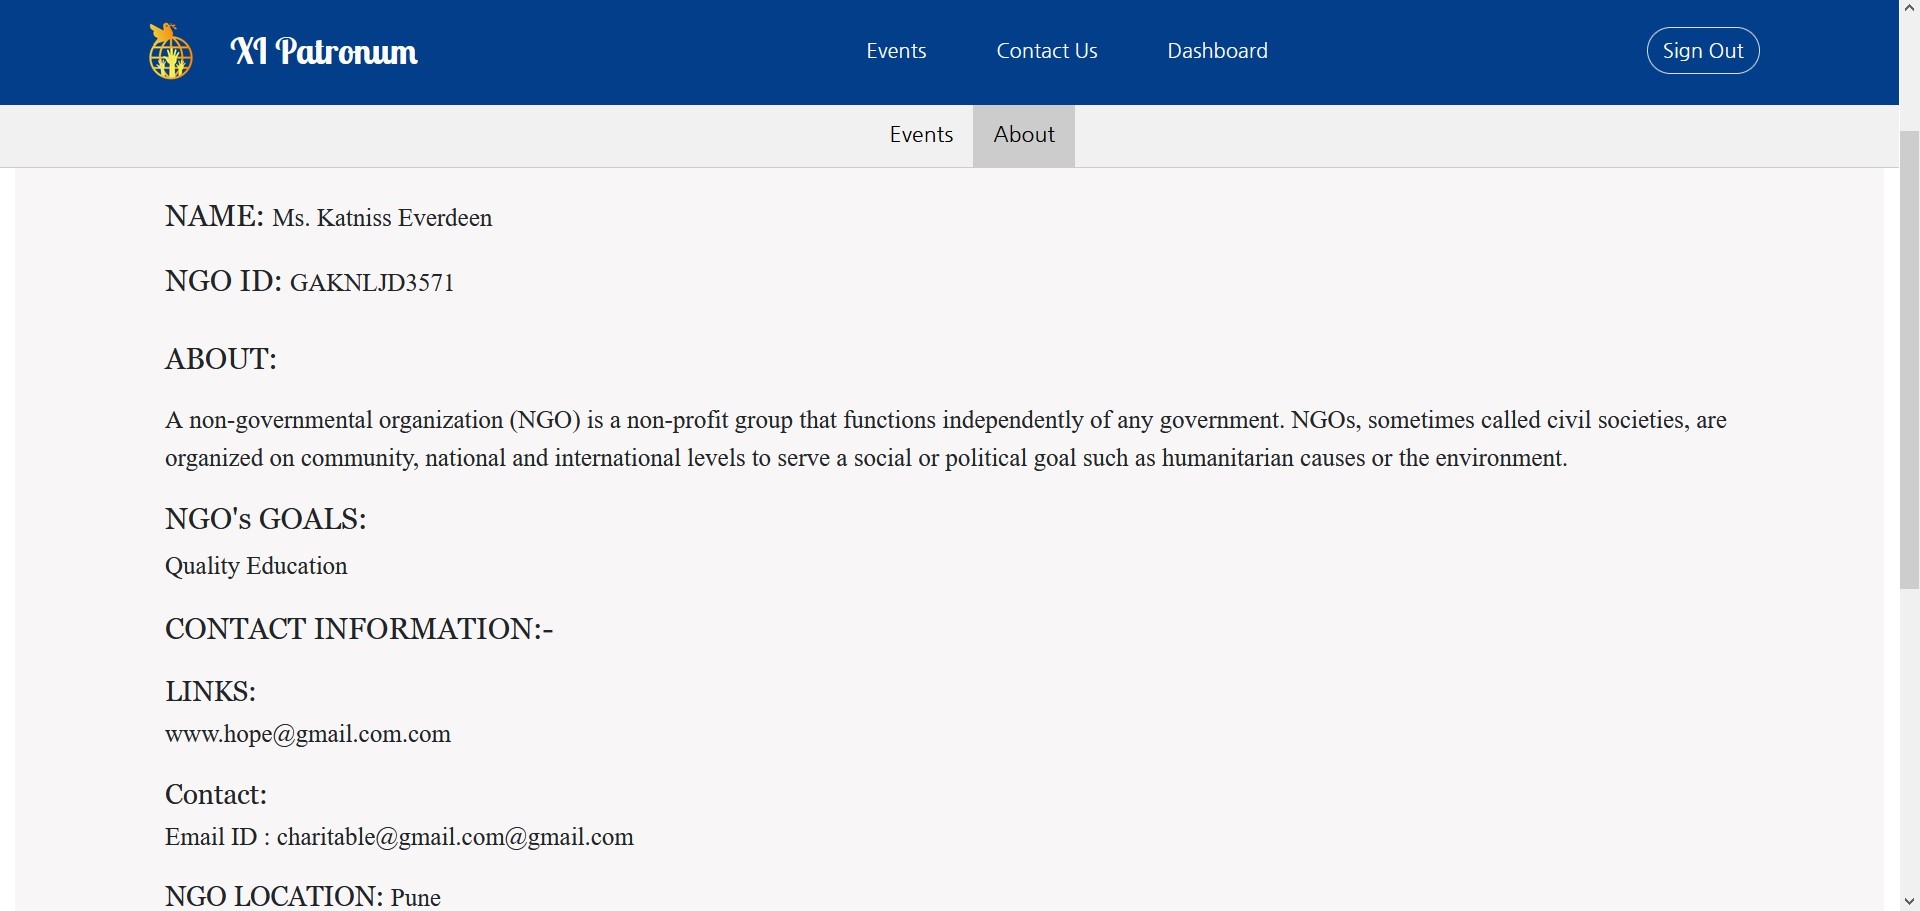 XI Patronum
Events
Contact Us
Dashboard
Sign Out
Events
About
NAME: Ms. Katniss Everdeen
NGO ID: GAKNLJD3571
ABOUT:
A non-governmental organization (NGO) is a non-profit group that functions independently of any government. NGOs, sometimes called civil societies, are
organized on community, national and international levels to serve a social or political goal such as humanitarian causes or the environment.
NGO's GOALS:
Quality Education
CONTACT INFORMATION:-
LINKS:
www.hope@gmail.com.com
Contact:
Email ID : charitable@gmail.com@gmail.com
NGO LOCATION: Pune